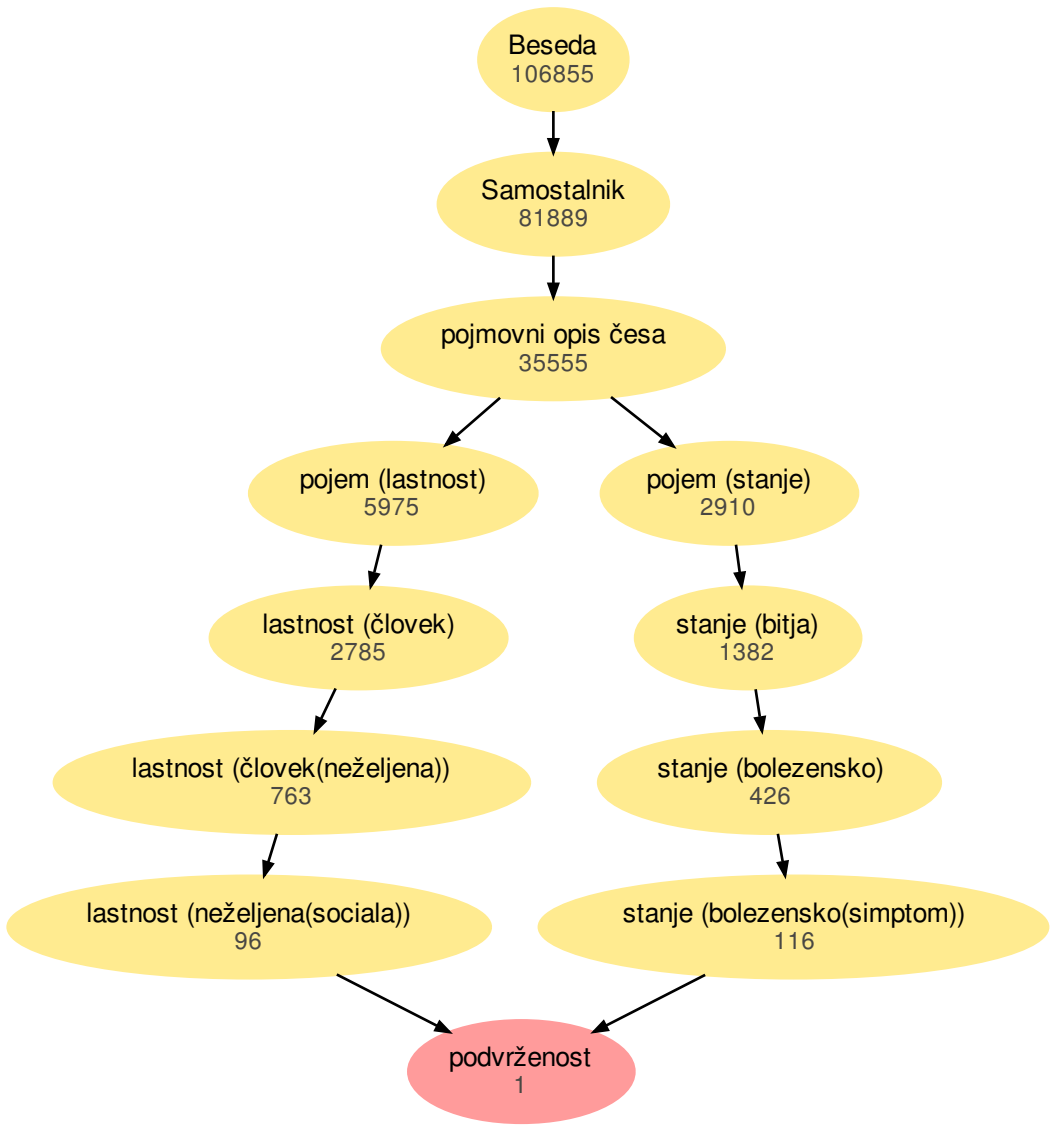 Beseda
106855
Samostalnik
81889
pojmovni opis česa
35555
pojem (lastnost)
5975
pojem (stanje)
2910
lastnost (človek)
2785
stanje (bitja)
1382
lastnost (človek(neželjena))
763
stanje (bolezensko)
426
lastnost (neželjena(sociala))
96
stanje (bolezensko(simptom))
116
podvrženost
1